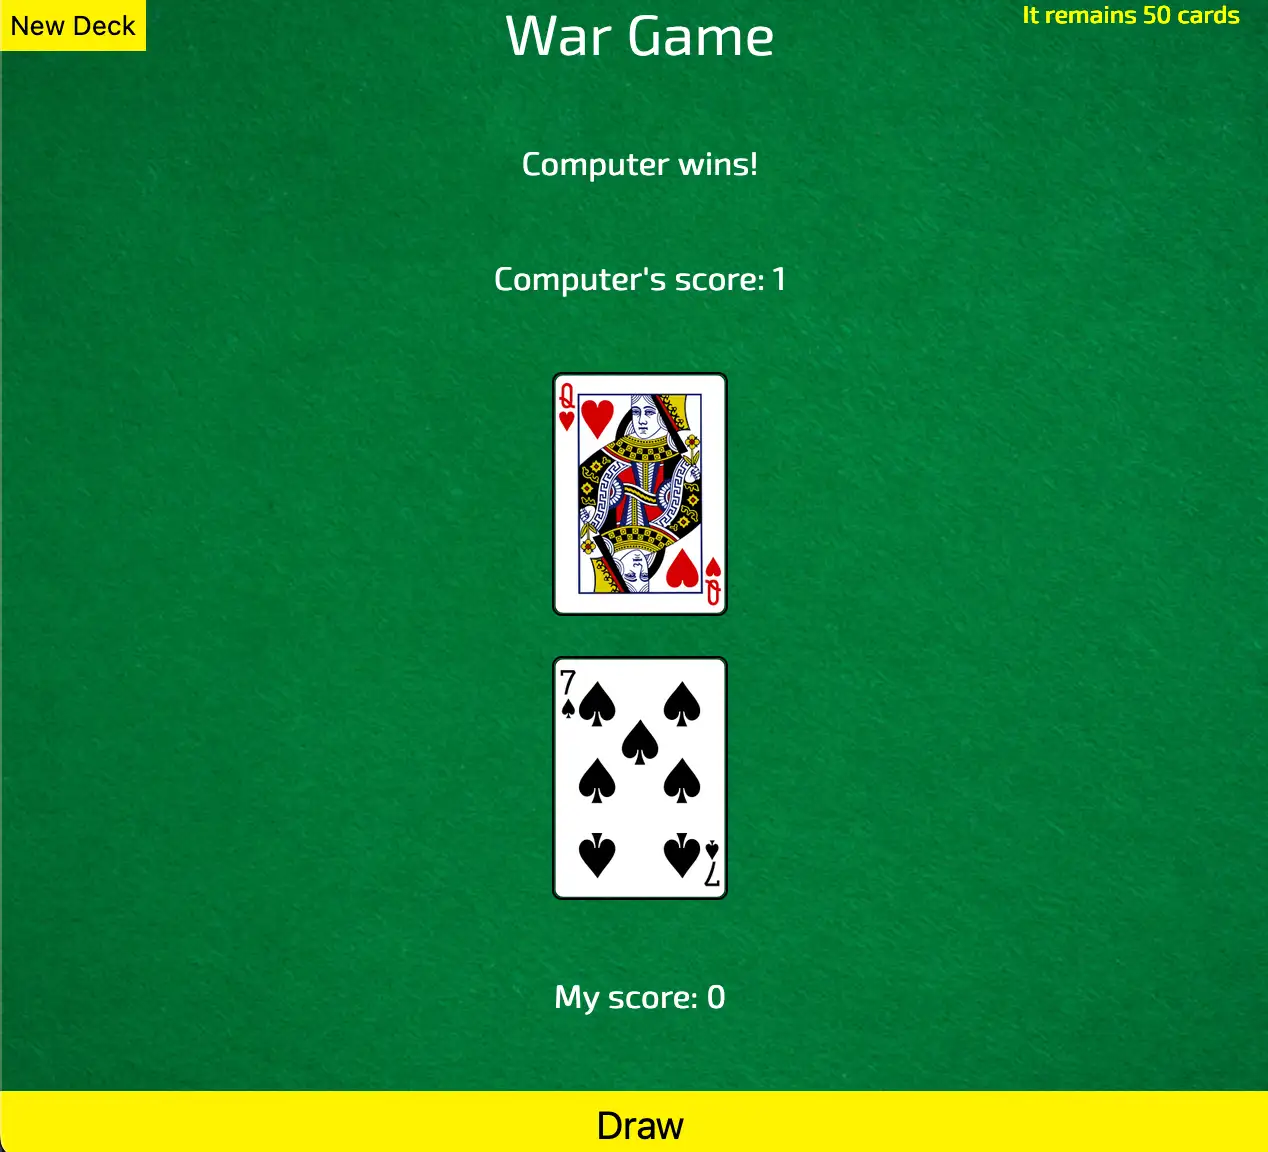 New Deck
War Game
It remains 50 cards
Computer wins!
Computer's score: 1
Q
Q
7
7
My score: 0
Draw